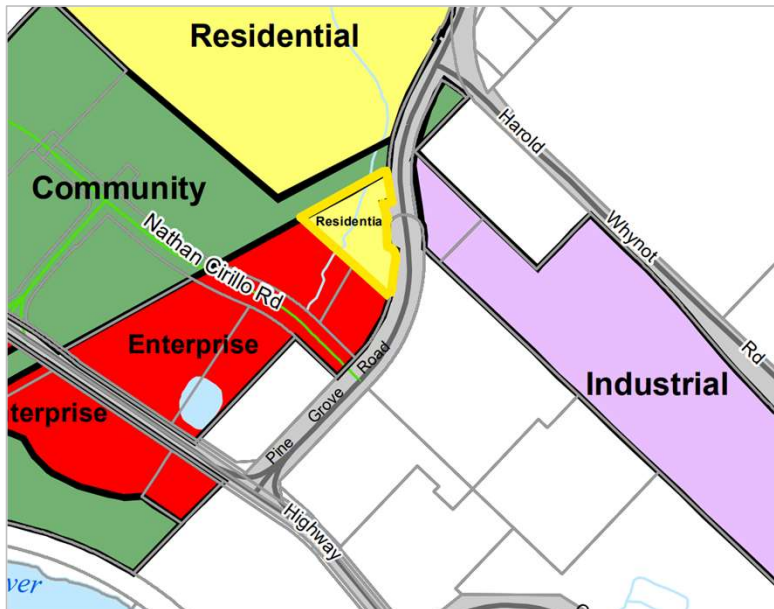 Residential
Harold
Whynot
Rd
Community
Residentia
Nathan Cirillo Rd
Enterprise
terprise
Industrial
Pine
Grove
Road
Highway
ver